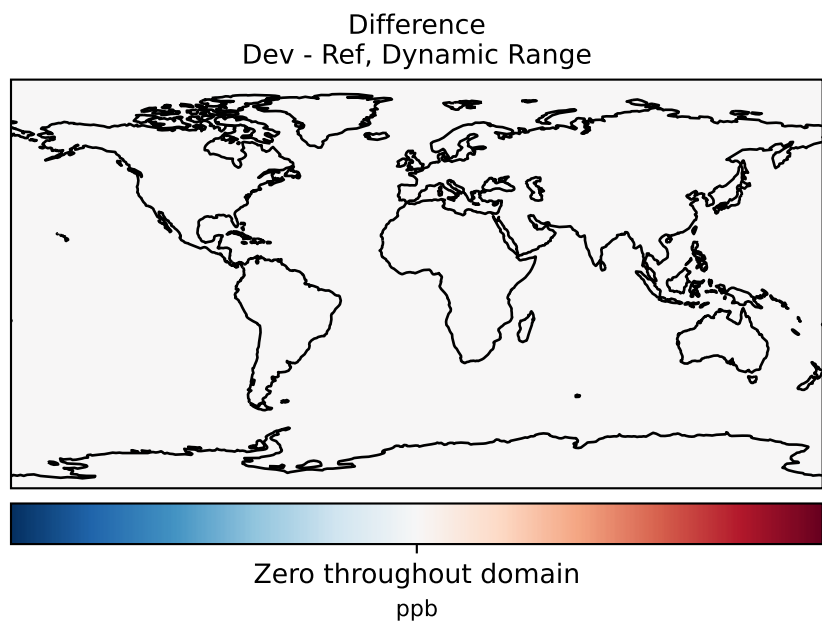 Difference
Dev - Ref, Dynamic Range
Zero throughout domain
ppb